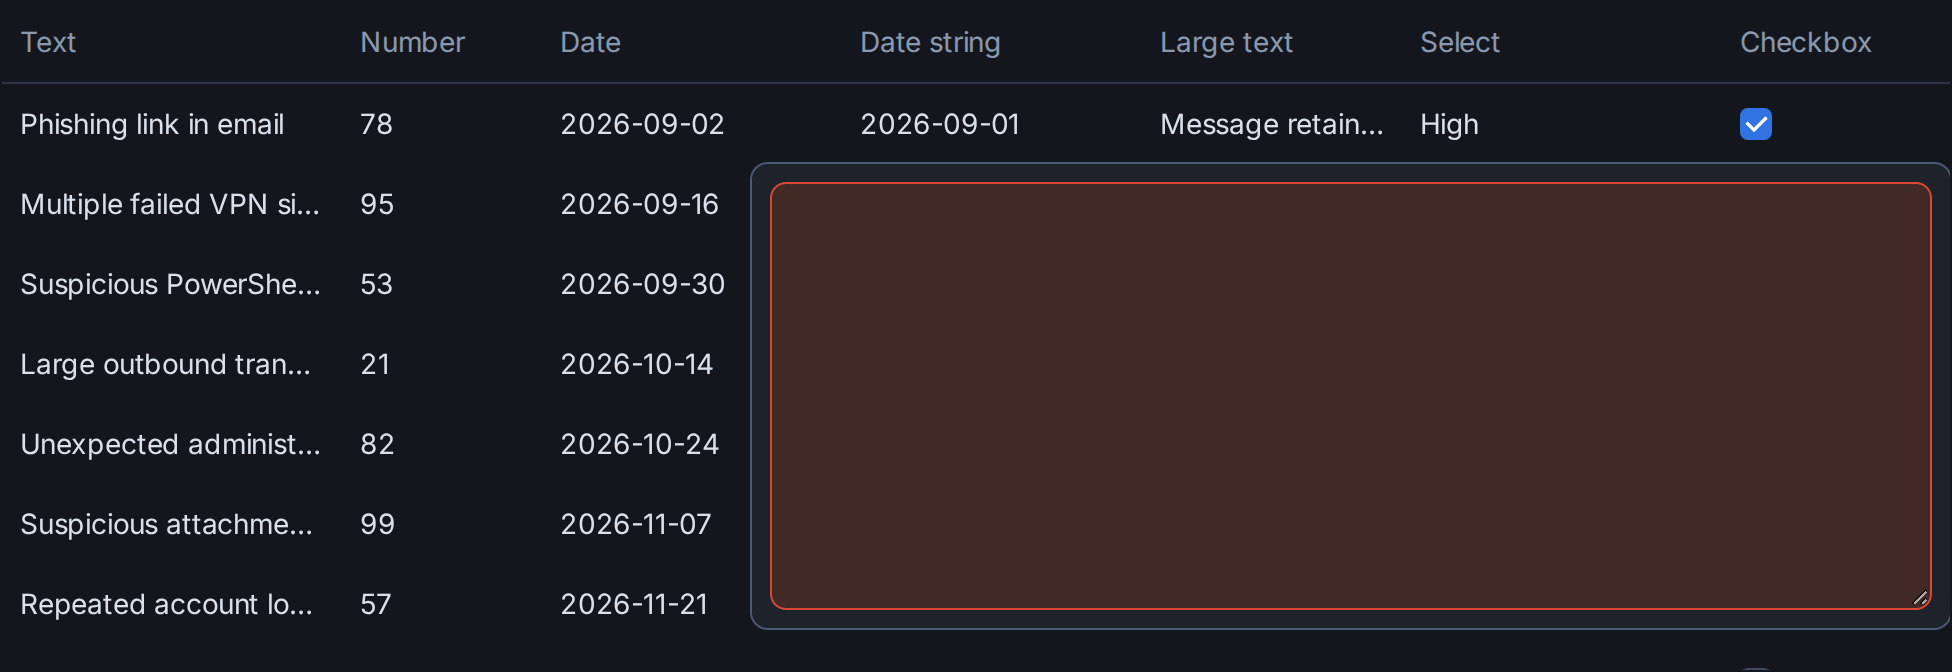 Text Number Date Date string Large text Select Checkbox
Phishing link in email 78 2026-09-02 2026-09-01 Message retain... High
Multiple failed VPN si... 95 2026-09-16
Suspicious PowerShe... 53 2026-09-30
Large outbound tran... 21 2026-10-14
Unexpected administ... 82 2026-10-24
Suspicious attachme... 99 2026-11-07
Repeated account lo... 57 2026-11-21